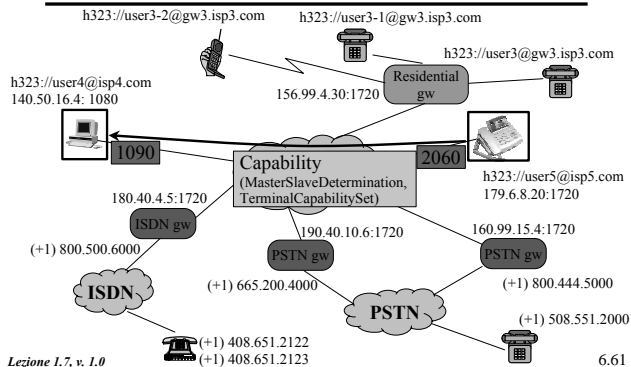 h323://user3-2@gw3.isp3.com
h323://user3-1@gw3.isp3.com
h323://user3@gw3.isp3.com
h323://user4@isp4.com
140.50.16.4: 1080
Residential
gw
156.99.4.30:1720
1090
2060
Capability
(MasterSlaveDetermination,
TerminalCapabilitySet)
h323://user5@isp5.com
179.6.8.20:1720
180.40.4.5:1720
ISDN gw
190.40.10.6:1720
160.99.15.4:1720
(+1) 800.500.6000
PSTN gw
PSTN gw
(+1) 665.200.4000
(+1) 800.444.5000
ISDN
PSTN
(+1) 508.551.2000
(+1) 408.651.2122
(+1) 408.651.2123
Lezione 1.7, v. 1.0
6.61